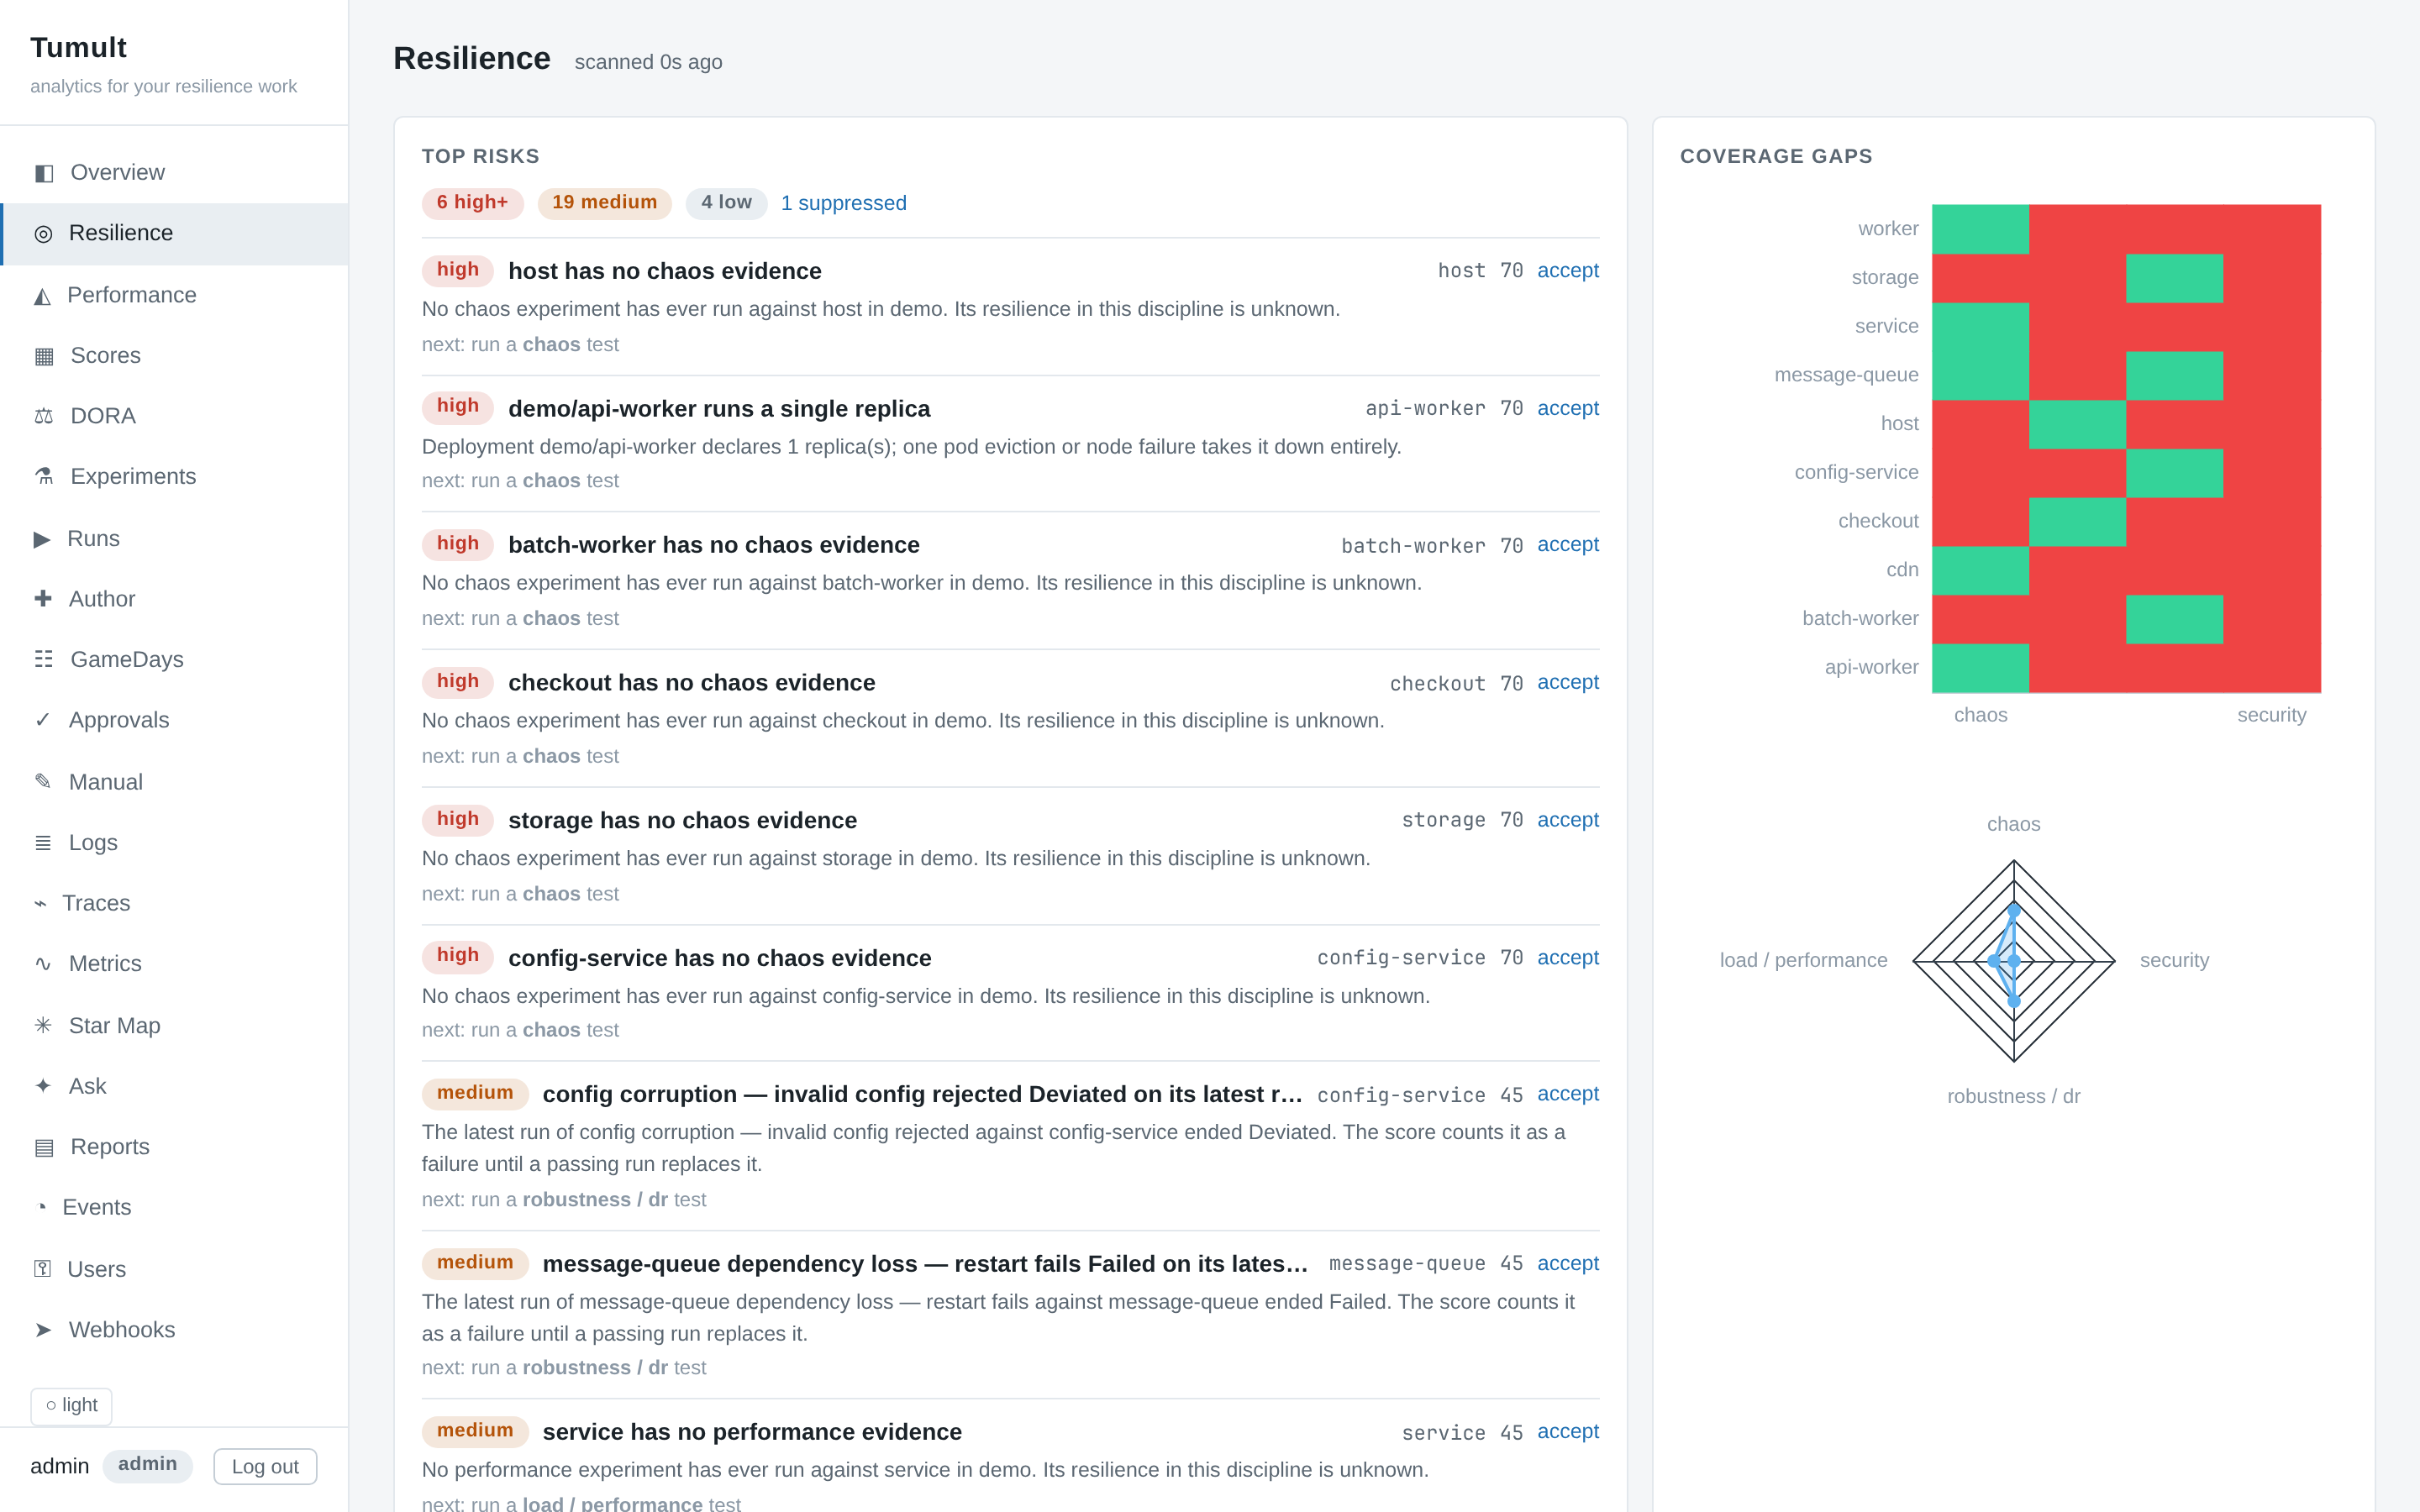 Tumult
analytics for your resilience work
Overview
Resilience
Performance
Scores
DORA
Experiments
Runs
Author
GameDays
Approvals
Manual
Logs
Traces
Metrics
Star Map
Ask
Reports
Events
Users
Webhooks
light
admin admin Log out
Resilience scanned 0s ago
TOP RISKS
6 high+ 19 medium 4 low 1 suppressed
high host has no chaos evidence host 70 accept
No chaos experiment has ever run against host in demo. Its resilience in this discipline is unknown.
next: run a chaos test
high demo/api-worker runs a single replica api-worker 70 accept
Deployment demo/api-worker declares 1 replica(s); one pod eviction or node failure takes it down entirely.
next: run a chaos test
high batch-worker has no chaos evidence batch-worker 70 accept
No chaos experiment has ever run against batch-worker in demo. Its resilience in this discipline is unknown.
next: run a chaos test
high checkout has no chaos evidence checkout 70 accept
No chaos experiment has ever run against checkout in demo. Its resilience in this discipline is unknown.
next: run a chaos test
high storage has no chaos evidence storage 70 accept
No chaos experiment has ever run against storage in demo. Its resilience in this discipline is unknown.
next: run a chaos test
high config-service has no chaos evidence config-service 70 accept
No chaos experiment has ever run against config-service in demo. Its resilience in this discipline is unknown.
next: run a chaos test
medium config corruption — invalid config rejected Deviated on its latest r… config-service 45 accept
The latest run of config corruption — invalid config rejected against config-service ended Deviated. The score counts it as a
failure until a passing run replaces it.
next: run a robustness / dr test
medium message-queue dependency loss — restart fails Failed on its lates… message-queue 45 accept
The latest run of message-queue dependency loss — restart fails against message-queue ended Failed. The score counts it
as a failure until a passing run replaces it.
next: run a robustness / dr test
medium service has no performance evidence service 45 accept
No performance experiment has ever run against service in demo. Its resilience in this discipline is unknown.
next: run a load / performance test
COVERAGE GAPS
worker
storage
service
message-queue
host
config-service
checkout
cdn
batch-worker
api-worker
chaos security
chaos
load / performance security
robustness / dr